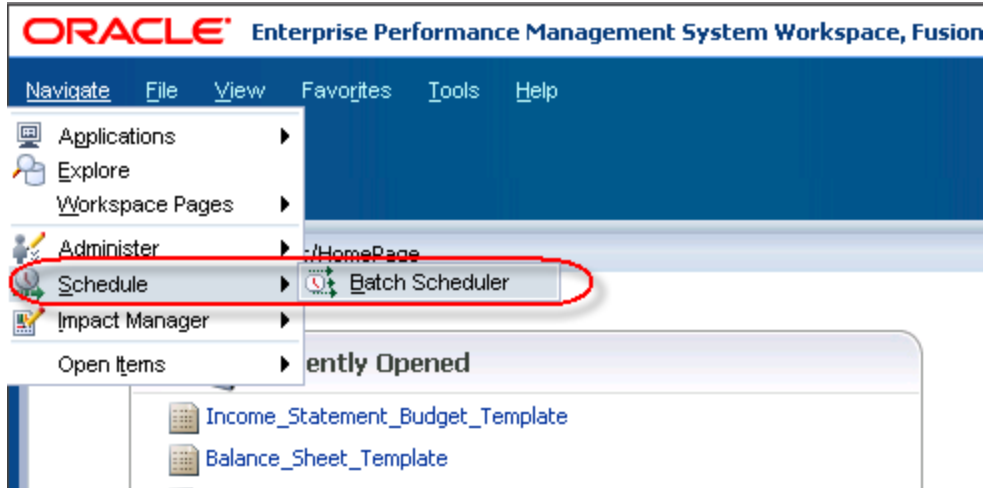 ORACLE Enterprise Performance Management System Workspace, Fusion
Navigate File View Favorites Tools Help
Applications
Explore
Workspace Pages
Administer
/HomePage
Schedule
Batch Scheduler
Impact Manager
Open Items
ently Opened
Income_Statement_Budget_Template
Balance_Sheet_Template